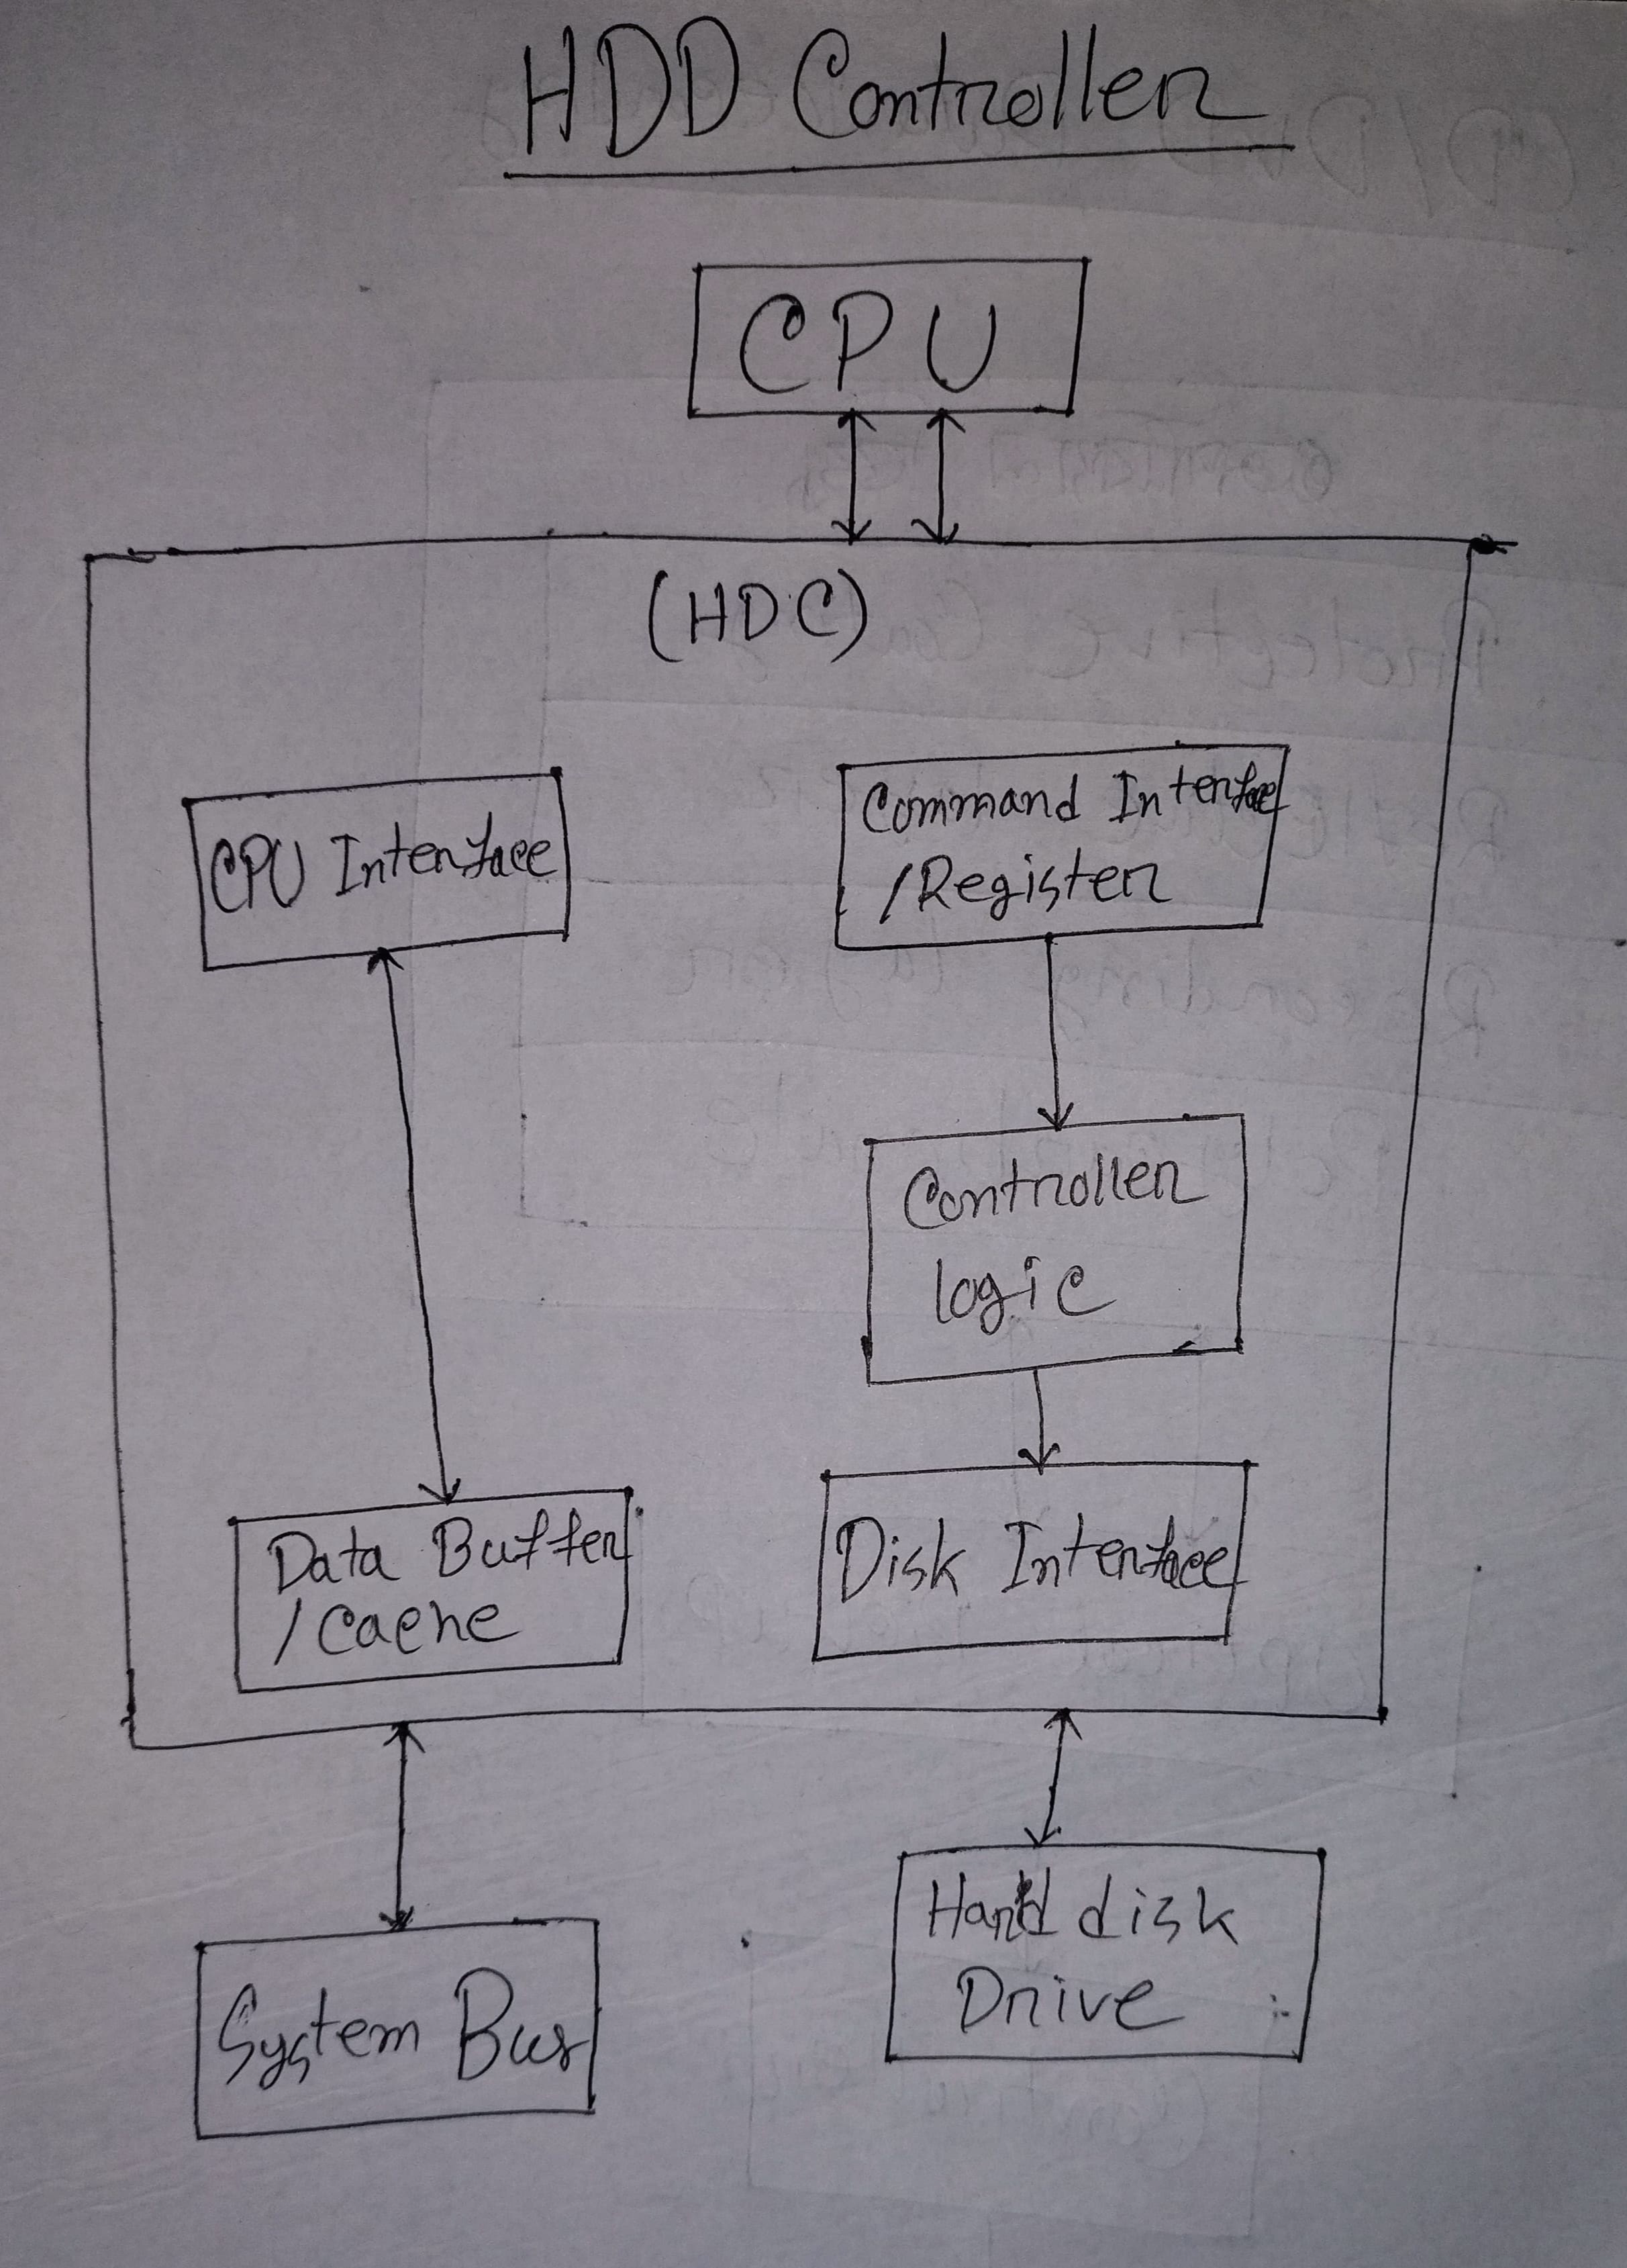 HDD Controller
CPU
(HDC)
CPU Interface
Command Interface
/Register
Controller
logic
Data Buffer
/Cache
Disk Interface
System Bus
Hard disk
Drive